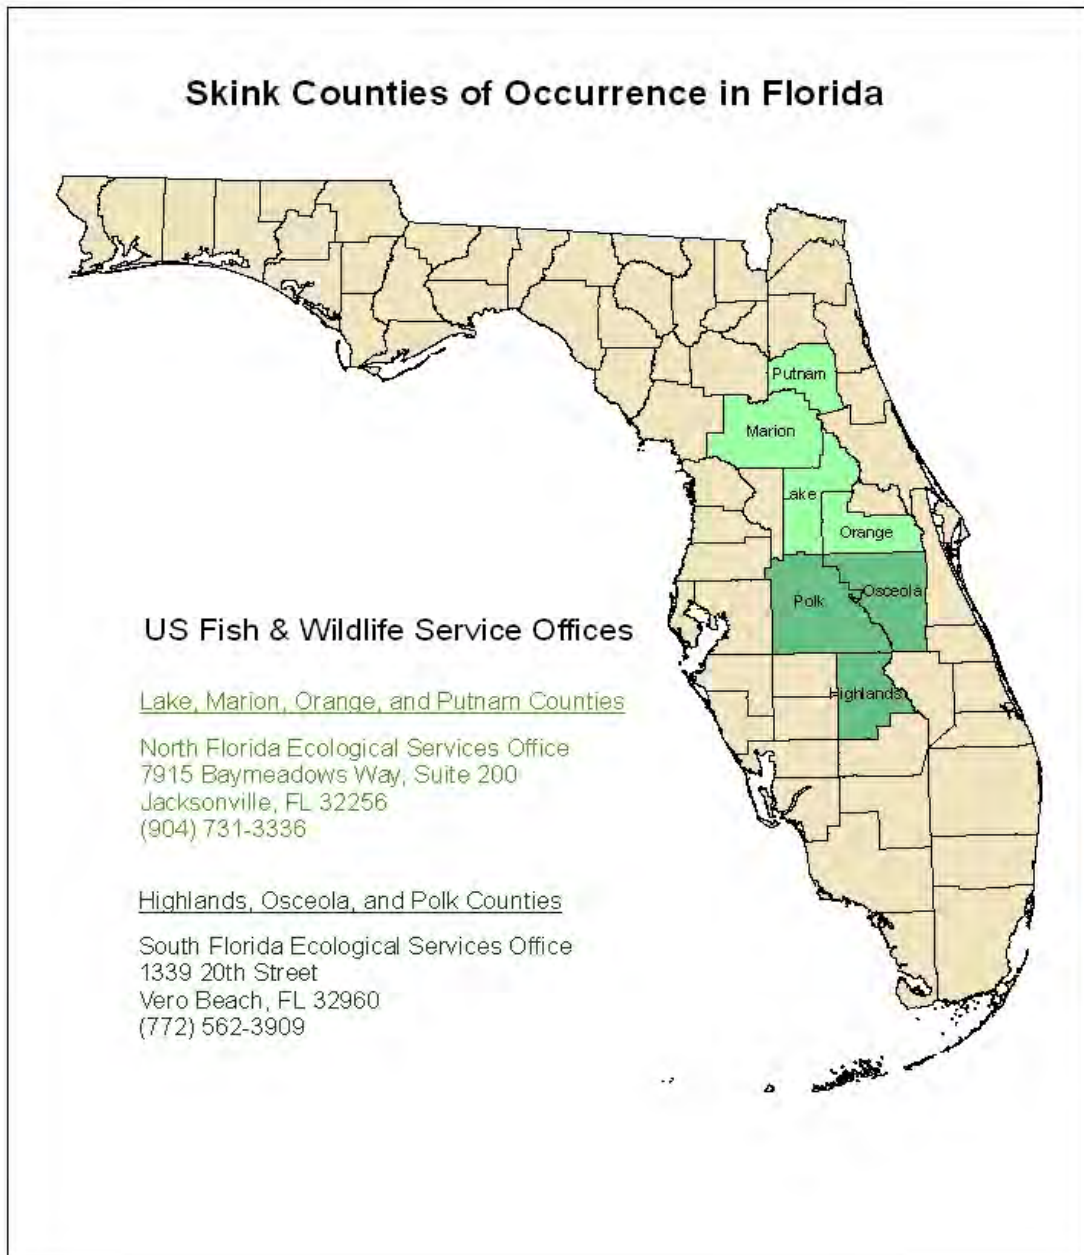 Skink Counties of Occurrence in Florida
Putnam
Marion
Lake
Orange
Osceola
Polk
Highlands
US Fish & Wildlife Service Offices
Lake, Marion, Orange, and Putnam Counties
North Florida Ecological Services Office
7915 Baymeadows Way, Suite 200
Jacksonville, FL 32256
(904) 731-3336
Highlands, Osceola, and Polk Counties
South Florida Ecological Services Office
1339 20th Street
Vero Beach, FL 32960
(772) 562-3909